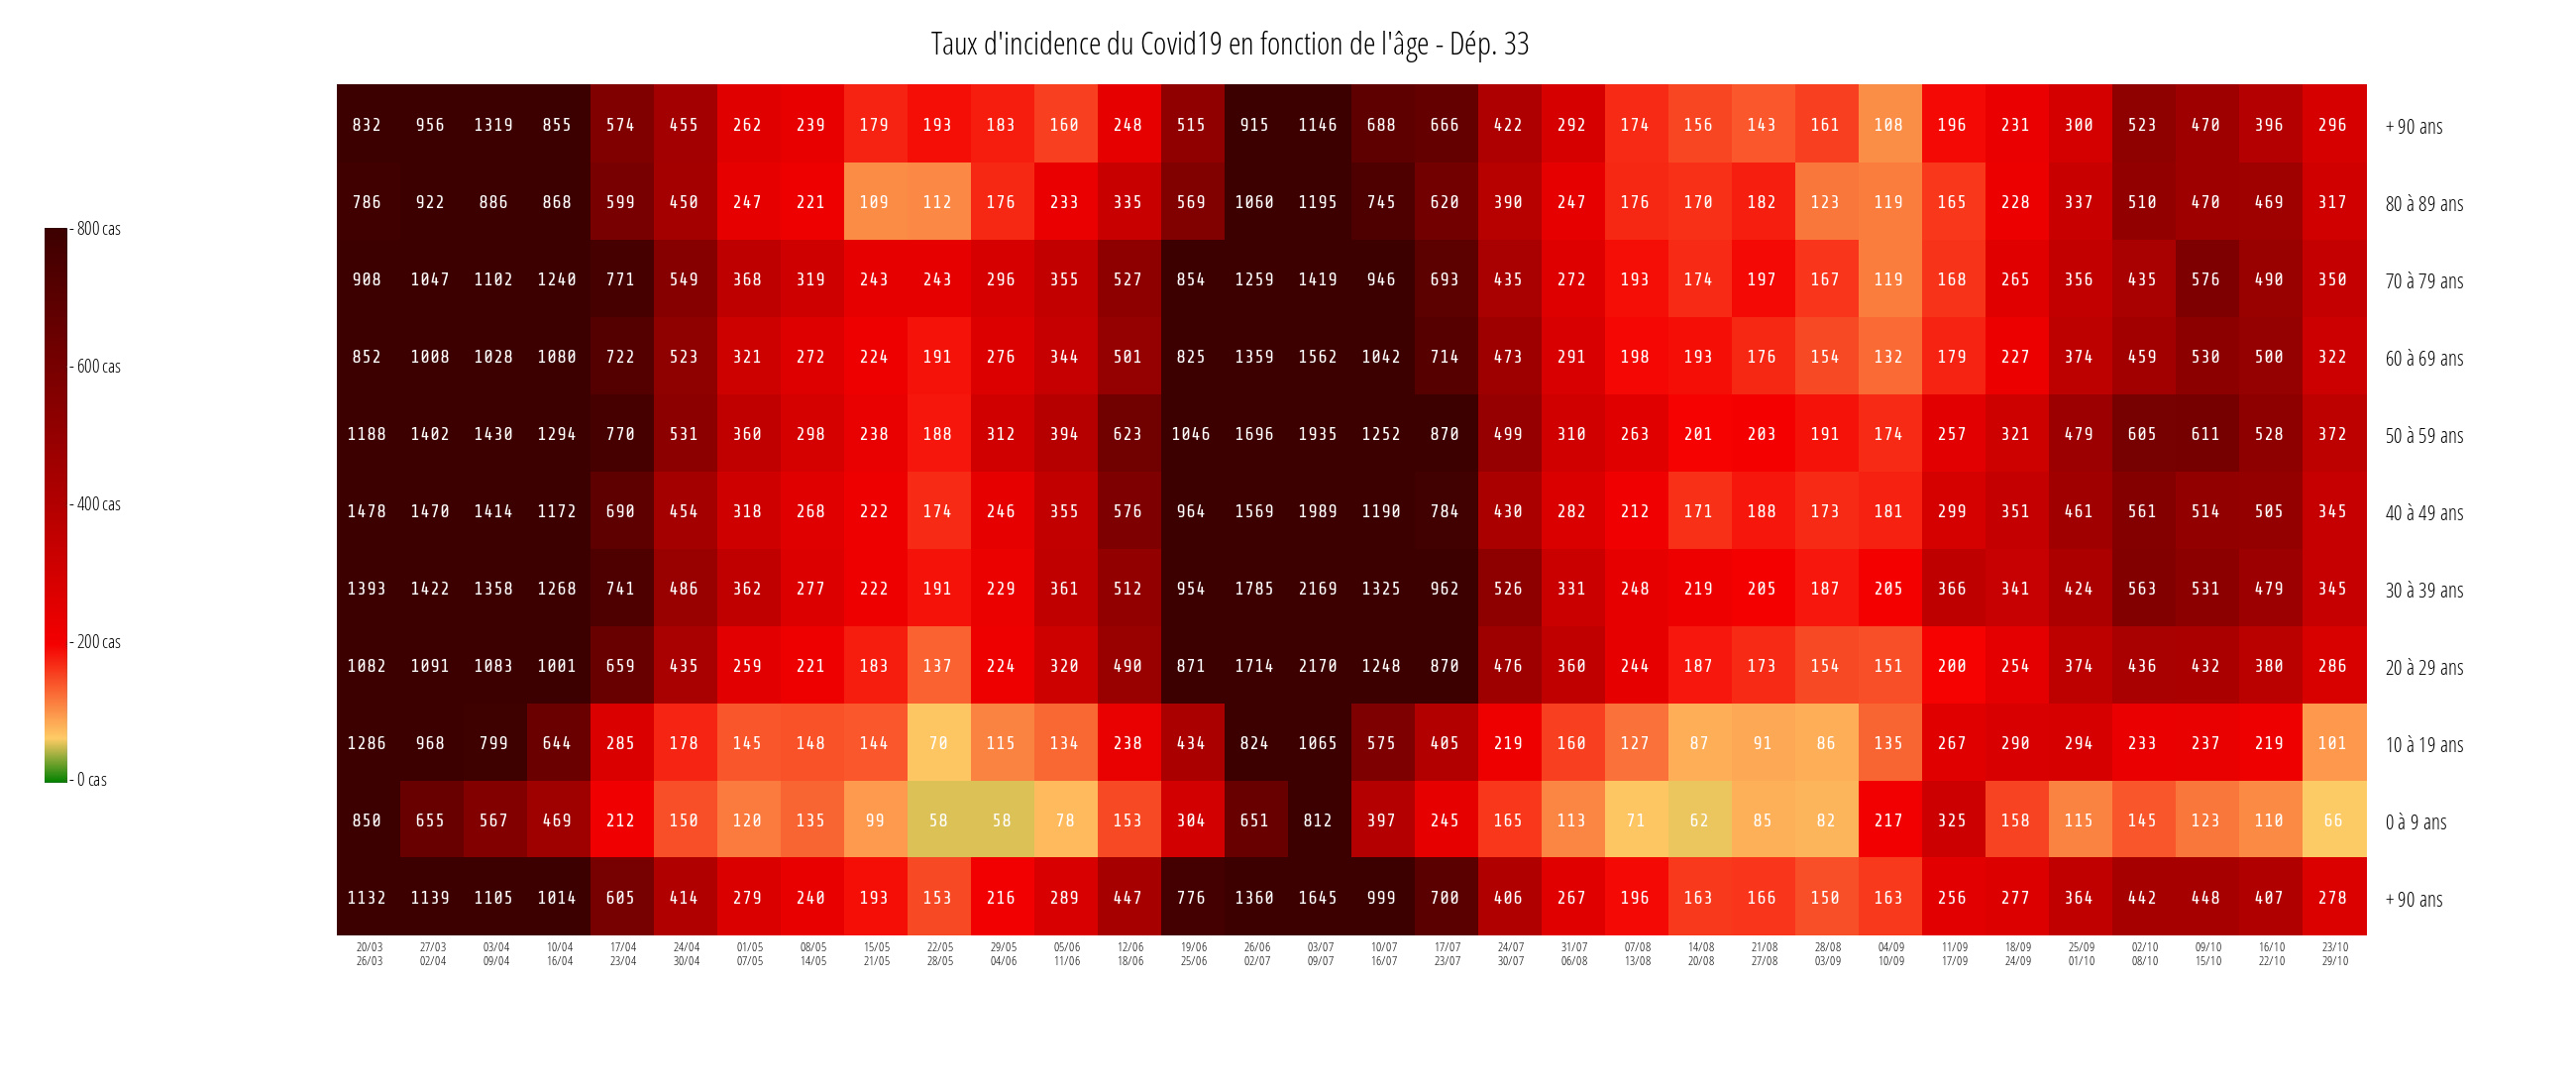 Taux d'incidence du Covid19 en fonction de l'âge - Dép. 33
- 800 cas
- 600 cas
- 400 cas
- 200 cas
- 0 cas
832 956 1319 855 574 455 262 239 179 193 183 160 248 515 915 1146 688 666 422 292 174 156 143 161 108 196 231 300 523 470 396 296 + 90 ans
786 922 886 868 599 450 247 221 109 112 176 233 335 569 1060 1195 745 620 390 247 176 170 182 123 119 165 228 337 510 470 469 317 80 à 89 ans
908 1047 1102 1240 771 549 368 319 243 243 296 355 527 854 1259 1419 946 693 435 272 193 174 197 167 119 168 265 356 435 576 490 350 70 à 79 ans
852 1008 1028 1080 722 523 321 272 224 191 276 344 501 825 1359 1562 1042 714 473 291 198 193 176 154 132 179 227 374 459 530 500 322 60 à 69 ans
1188 1402 1430 1294 770 531 360 298 238 188 312 394 623 1046 1696 1935 1252 870 499 310 263 201 203 191 174 257 321 479 605 611 528 372 50 à 59 ans
1478 1470 1414 1172 690 454 318 268 222 174 246 355 576 964 1569 1989 1190 784 430 282 212 171 188 173 181 299 351 461 561 514 505 345 40 à 49 ans
1393 1422 1358 1268 741 486 362 277 222 191 229 361 512 954 1785 2169 1325 962 526 331 248 219 205 187 205 366 341 424 563 531 479 345 30 à 39 ans
1082 1091 1083 1001 659 435 259 221 183 137 224 320 490 871 1714 2170 1248 870 476 360 244 187 173 154 151 200 254 374 436 432 380 286 20 à 29 ans
1286 968 799 644 285 178 145 148 144 70 115 134 238 434 824 1065 575 405 219 160 127 87 91 86 135 267 290 294 233 237 219 101 10 à 19 ans
850 655 567 469 212 150 120 135 99 58 58 78 153 304 651 812 397 245 165 113 71 62 85 82 217 325 158 115 145 123 110 66 0 à 9 ans
1132 1139 1105 1014 605 414 279 240 193 153 216 289 447 776 1360 1645 999 700 406 267 196 163 166 150 163 256 277 364 442 448 407 278 + 90 ans
20/03 27/03 03/04 10/04 17/04 24/04 01/05 08/05 15/05 22/05 29/05 05/06 12/06 19/06 26/06 03/07 10/07 17/07 24/07 31/07 07/08 14/08 21/08 28/08 04/09 11/09 18/09 25/09 02/10 09/10 16/10 23/10
26/03 02/04 09/04 16/04 23/04 30/04 07/05 14/05 21/05 28/05 04/06 11/06 18/06 25/06 02/07 09/07 16/07 23/07 30/07 06/08 13/08 20/08 27/08 03/09 10/09 17/09 24/09 01/10 08/10 15/10 22/10 29/10